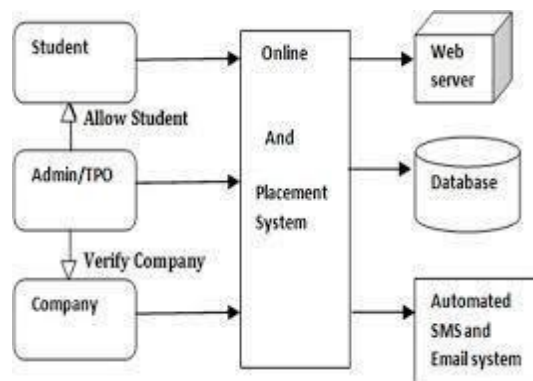 Student
Allow Student
Admin/TPO
Verify Company
Company
Online
And
Placement
System
Web
server
Database
Automated
SMS and
Email system